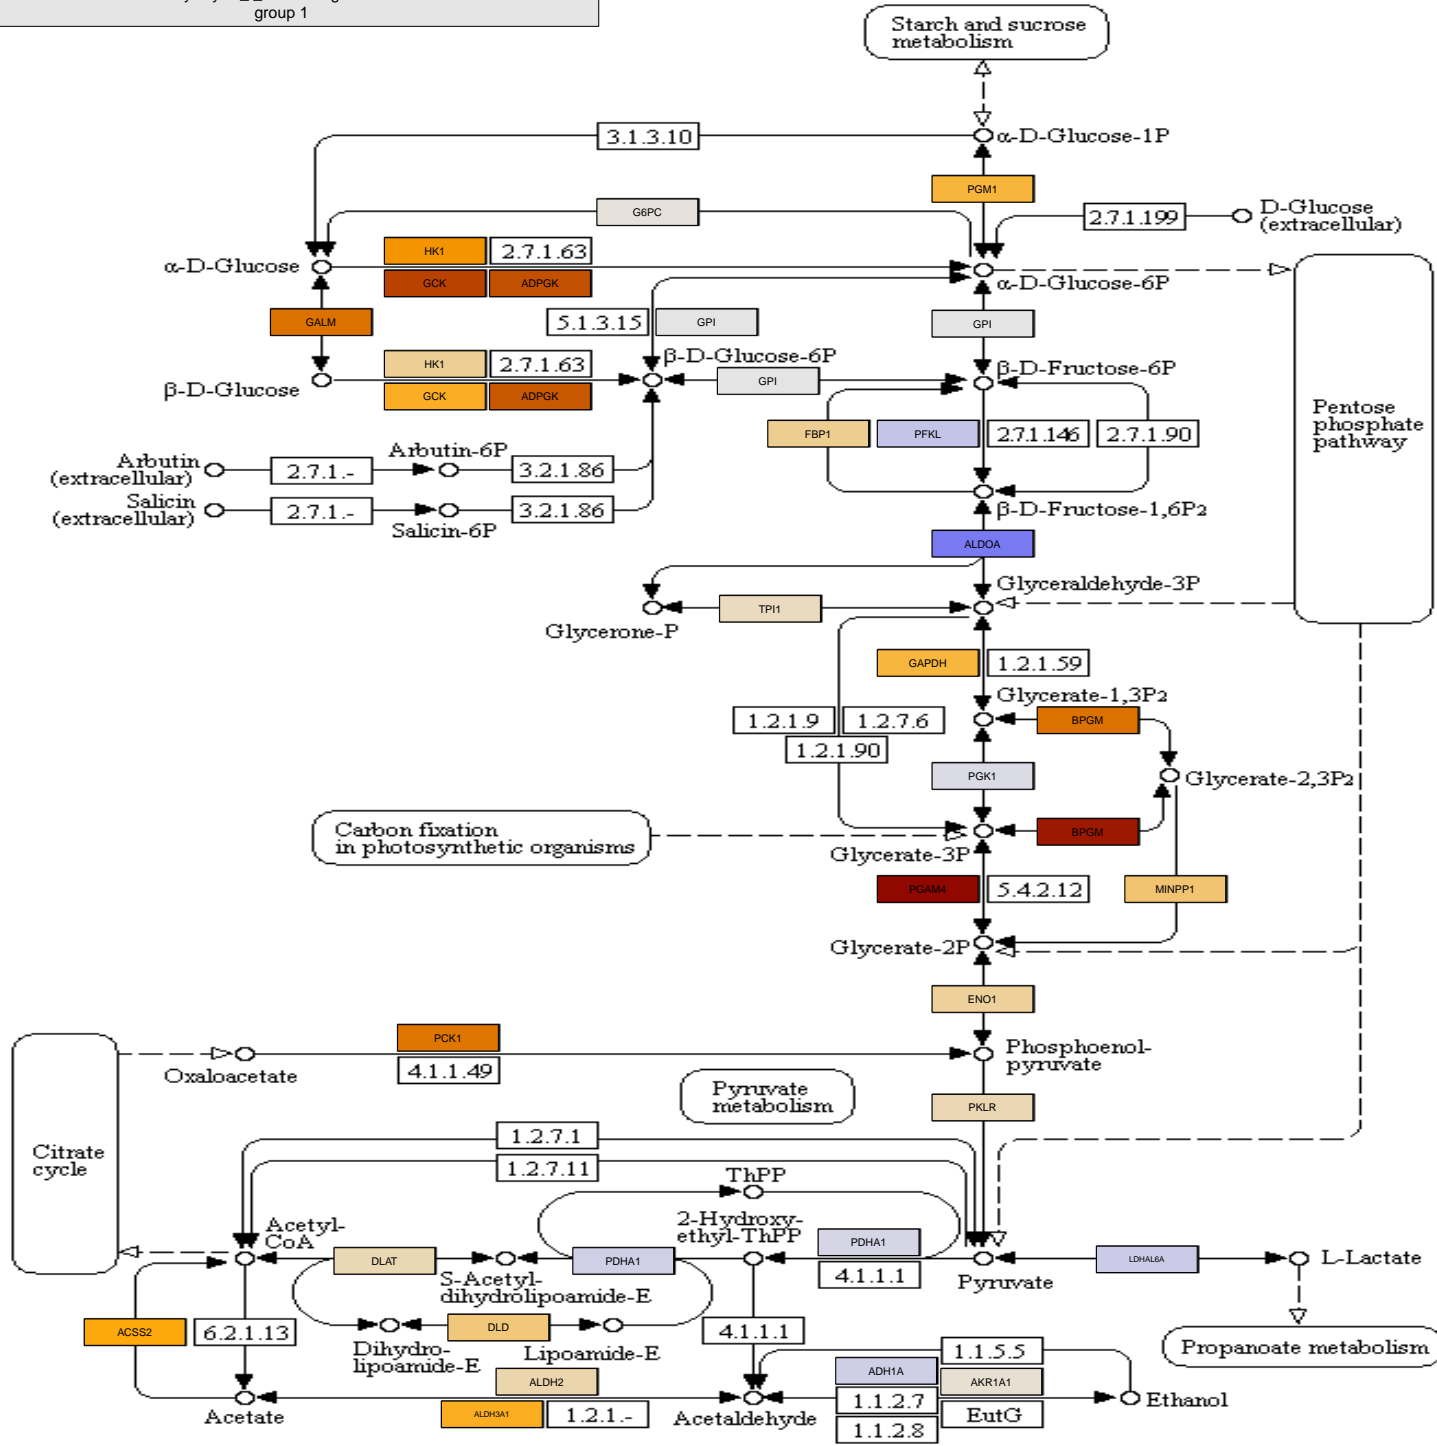 group 1
Starch and sucrose
metabolism
3.1.3.10
α-D-Glucose-1P
PGM1
G6PC
2.7.1.199
D-Glucose
(extracellular)
HK1
2.7.1.63
α-D-Glucose
α-D-Glucose-6P
GCK
ADPGK
GALM
5.1.3.15
GPI
GPI
HK1
2.7.1.63
β-D-Glucose-6P
β-D-Fructose-6P
β-D-Glucose
GPI
GCK
ADPGK
Pentose
phosphate
pathway
FBP1
PFKL
2.7.1.146
2.7.1.90
Arbutin
(extracellular)
2.7.1.-
Arbutin-6P
3.2.1.86
Salicin
(extracellular)
2.7.1.-
Salicin-6P
3.2.1.86
β-D-Fructose-1,6P2
ALDOA
Glyceraldehyde-3P
TPI1
Glycerone-P
GAPDH
1.2.1.59
Glycerate-1,3P2
1.2.1.9
1.2.7.6
BPGM
1.2.1.90
PGK1
Glycerate-2,3P2
Carbon fixation
in photosynthetic organisms
BPGM
Glycerate-3P
PGAM4
5.4.2.12
MINPP1
Glycerate-2P
ENO1
PCK1
Oxaloacetate
4.1.1.49
Phosphoenol-
pyruvate
Pyruvate
metabolism
PKLR
Citrate
cycle
1.2.7.1
1.2.7.11
ThPP
Acetyl-
CoA
2-Hydroxy-
ethyl-ThPP
PDHA1
DLAT
PDHA1
4.1.1.1
Pyruvate
LDHAL6A
L-Lactate
S-Acetyl-
dihydrolipoamide-E
ACSS2
6.2.1.13
DLD
4.1.1.1
Dihydro-
lipoamide-E
Lipoamide-E
1.1.5.5
Propanoate metabolism
ALDH2
ADH1A
AKR1A1
Acetate
ALDH3A1
1.2.1.-
Acetaldehyde
1.1.2.7
EutG
Ethanol
1.1.2.8